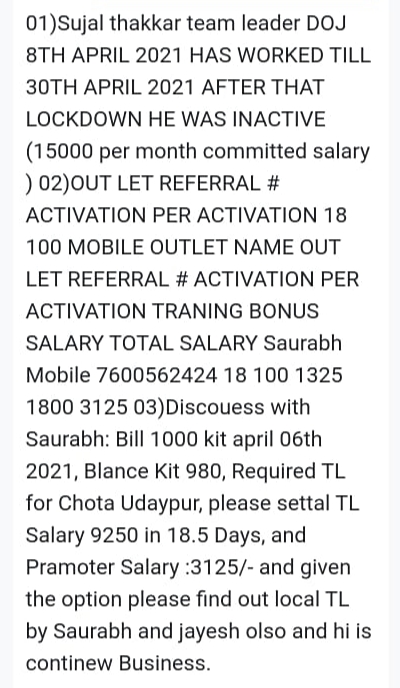 01)Sujal thakkar team leader DOJ
8TH APRIL 2021 HAS WORKED TILL
30TH APRIL 2021 AFTER THAT
LOCKDOWN HE WAS INACTIVE
(15000 per month committed salary
) 02)OUT LET REFERRAL #
ACTIVATION PER ACTIVATION 18
100 MOBILE OUTLET NAME OUT
LET REFERRAL # ACTIVATION PER
ACTIVATION TRANING BONUS
SALARY TOTAL SALARY Saurabh
Mobile 7600562424 18 100 1325
1800 3125 03)Discouess with
Saurabh: Bill 1000 kit april 06th
2021, Blance Kit 980, Required TL
for Chota Udaypur, please settal TL
Salary 9250 in 18.5 Days, and
Pramoter Salary :3125/- and given
the option please find out local TL
by Saurabh and jayesh olso and hi is
continew Business.